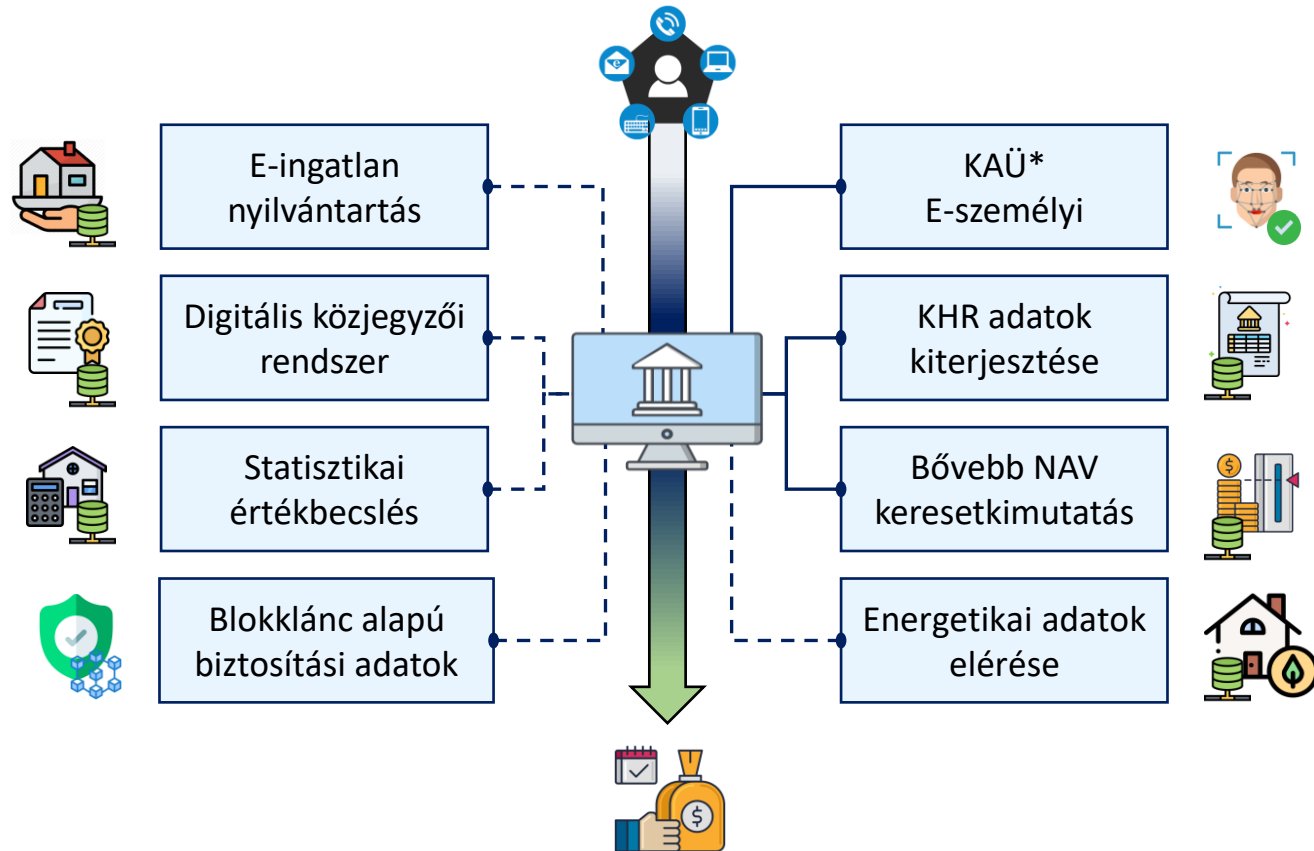 E-ingatlan
nyilvántartás
Digitális közjegyzői
rendszer
Statisztikai
értékbecslés
Blokklánc alapú
biztosítási adatok
KAÜ*
E-személyi
KHR adatok
kiterjesztése
Bővebb NAV
keresetkimutatás
Energetikai adatok
elérése